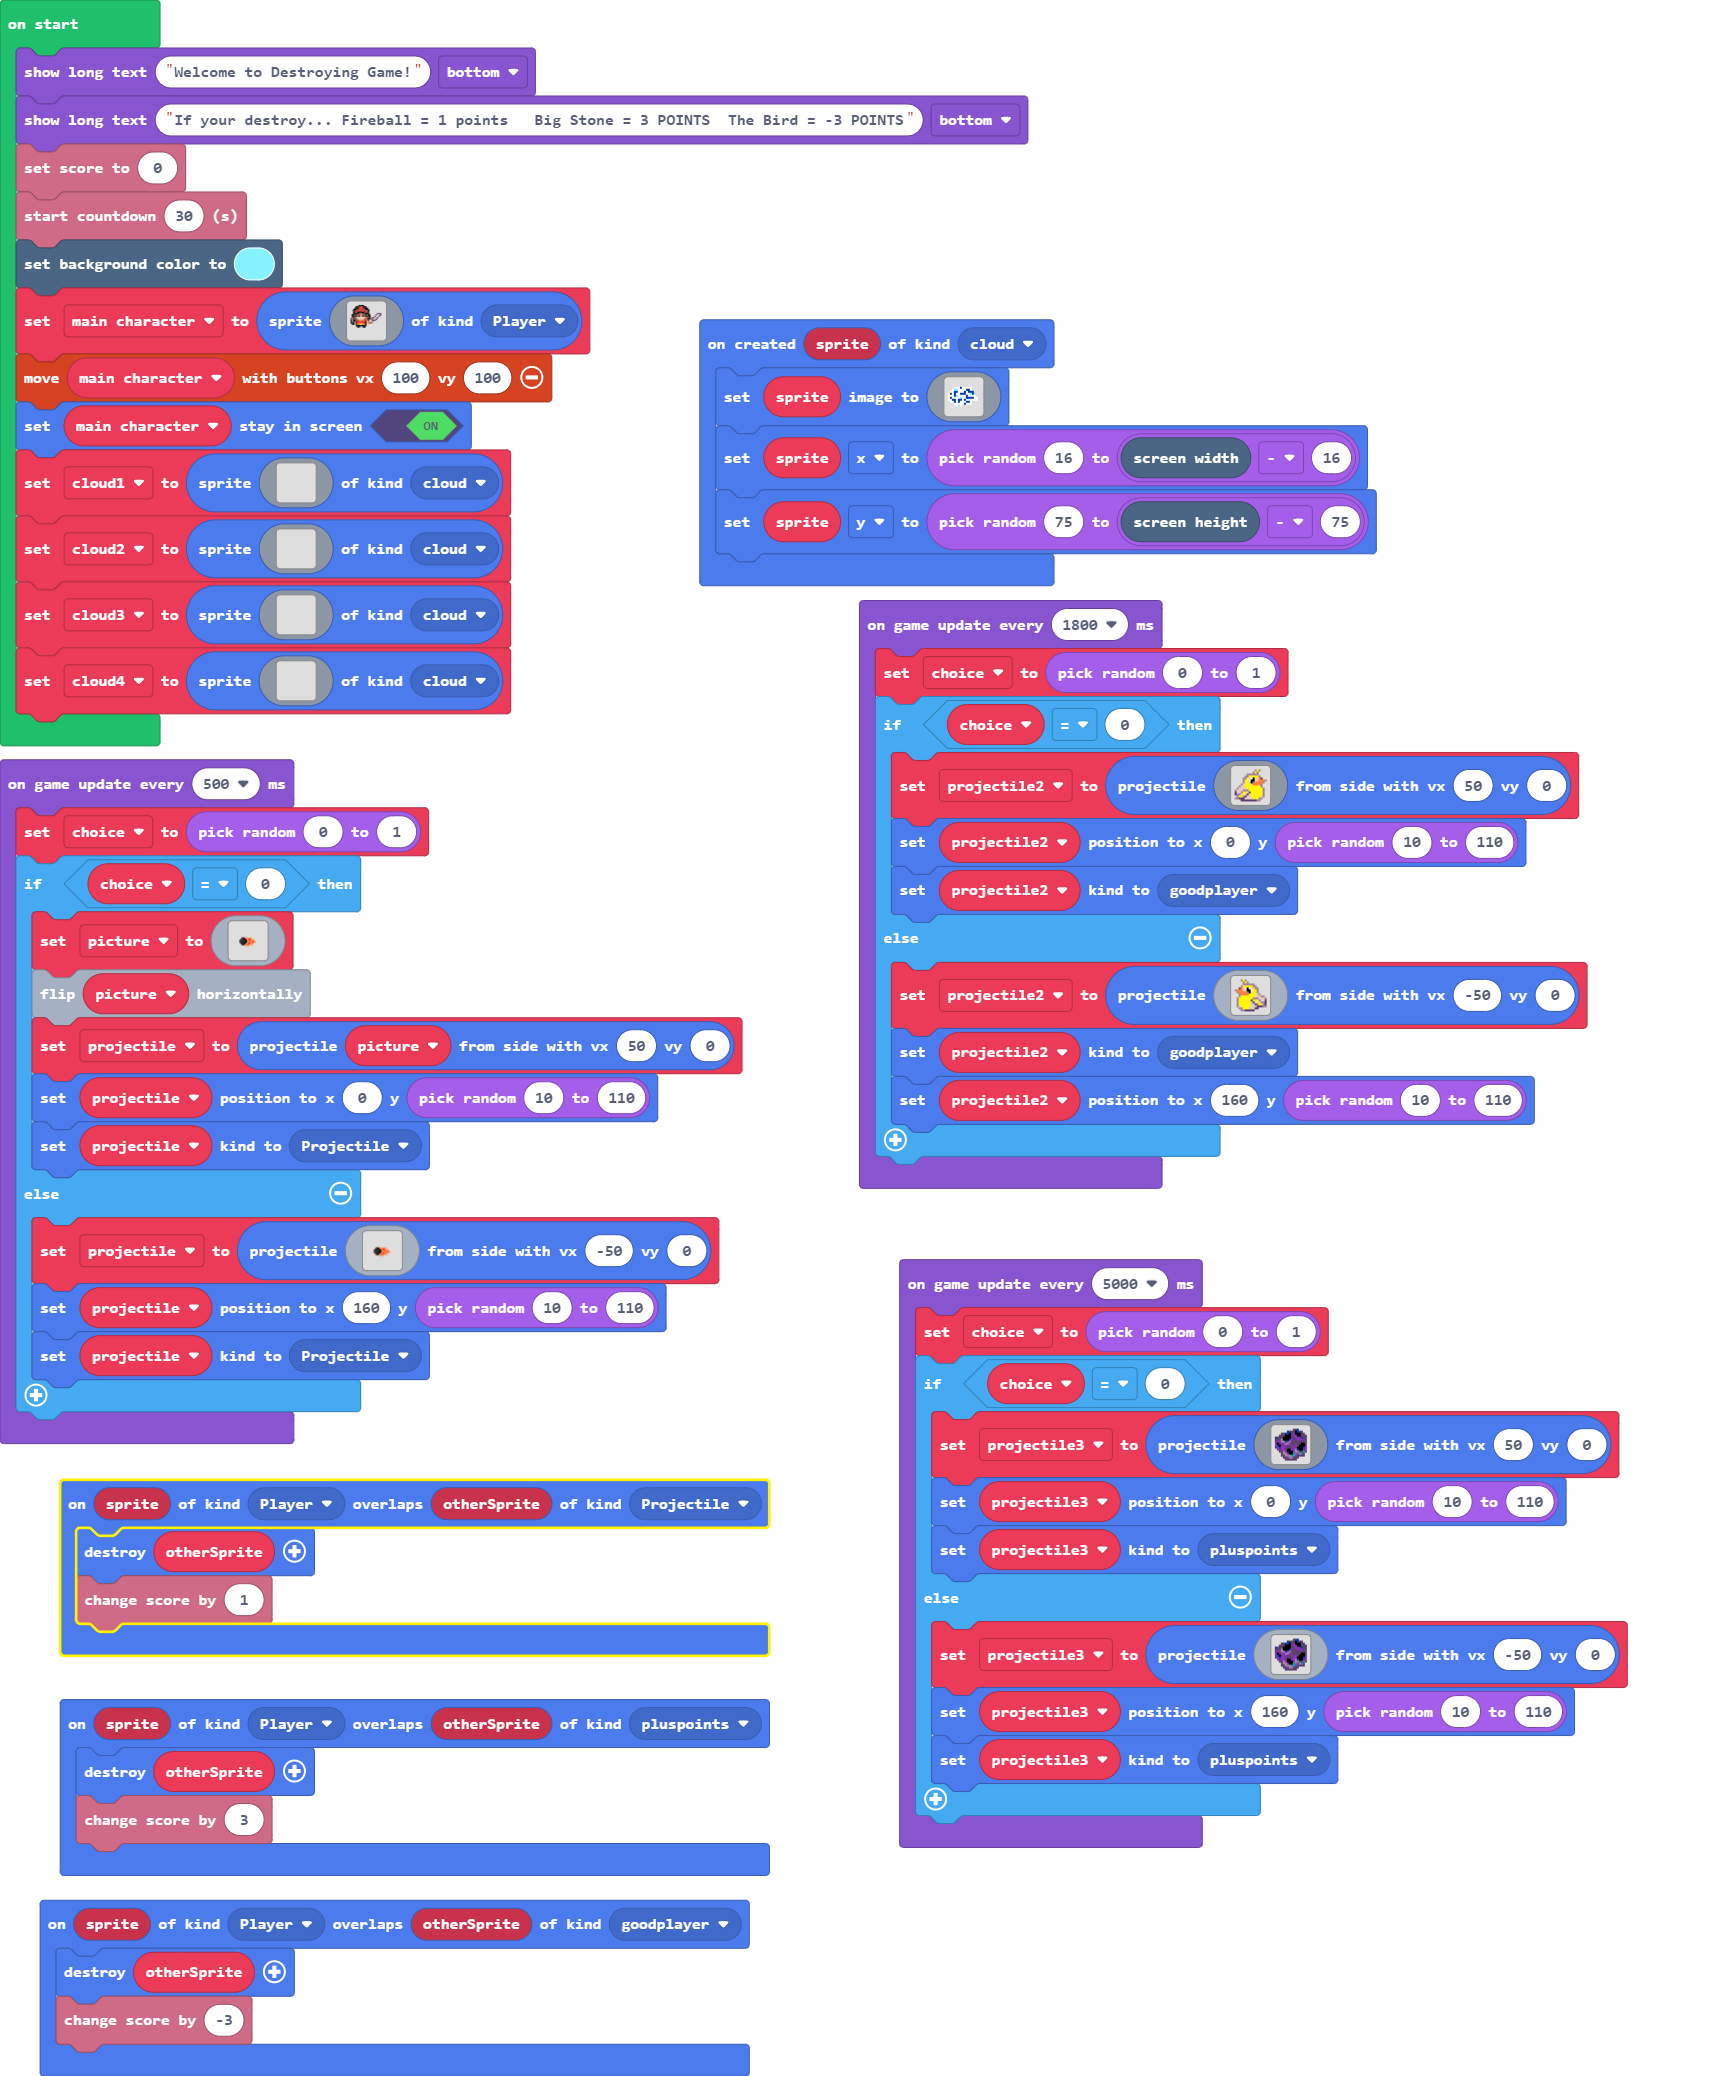 on start
show long text "Welcome to Destroying Game!" bottom
show long text "If your destroy... Fireball = 1 points   Big Stone = 3 POINTS  The Bird = -3 POINTS" bottom
set score to 0
start countdown 30 (s)
set background color to
set main character to sprite of kind Player
move main character with buttons vx 100 vy 100
set main character stay in screen ON
set cloud1 to sprite of kind cloud
set cloud2 to sprite of kind cloud
set cloud3 to sprite of kind cloud
set cloud4 to sprite of kind cloud
on created sprite of kind cloud
set sprite image to
set sprite x to pick random 16 to screen width - 16
set sprite y to pick random 75 to screen height - 75
on game update every 500 ms
set choice to pick random 0 to 1
if choice = 0 then
set picture to
flip picture horizontally
set projectile to projectile picture from side with vx 50 vy 0
set projectile position to x 0 y pick random 10 to 110
set projectile kind to Projectile
else
set projectile to projectile from side with vx -50 vy 0
set projectile position to x 160 y pick random 10 to 110
set projectile kind to Projectile
on game update every 1800 ms
set choice to pick random 0 to 1
if choice = 0 then
set projectile2 to projectile from side with vx 50 vy 0
set projectile2 position to x 0 y pick random 10 to 110
set projectile2 kind to goodplayer
else
set projectile2 to projectile from side with vx -50 vy 0
set projectile2 kind to goodplayer
set projectile2 position to x 160 y pick random 10 to 110
on game update every 5000 ms
set choice to pick random 0 to 1
if choice = 0 then
set projectile3 to projectile from side with vx 50 vy 0
set projectile3 position to x 0 y pick random 10 to 110
set projectile3 kind to pluspoints
else
set projectile3 to projectile from side with vx -50 vy 0
set projectile3 position to x 160 y pick random 10 to 110
set projectile3 kind to pluspoints
on sprite of kind Player overlaps otherSprite of kind Projectile
destroy otherSprite
change score by 1
on sprite of kind Player overlaps otherSprite of kind pluspoints
destroy otherSprite
change score by 3
on sprite of kind Player overlaps otherSprite of kind goodplayer
destroy otherSprite
change score by -3